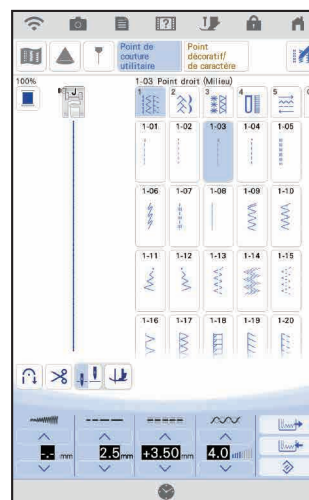 Point de
couture
utilitaire
Point
décoratif/
de caractère
100%
1-03 Point droit (Milieu)
1 2 3 4 5
J
1-01 1-02 1-03 1-04 1-05
1-06 1-07 1-08 1-09 1-10
1-11 1-12 1-13 1-14 1-15
1-16 1-17 1-18 1-19 1-20
-.- mm 2.5 mm +3.50 mm 4.0